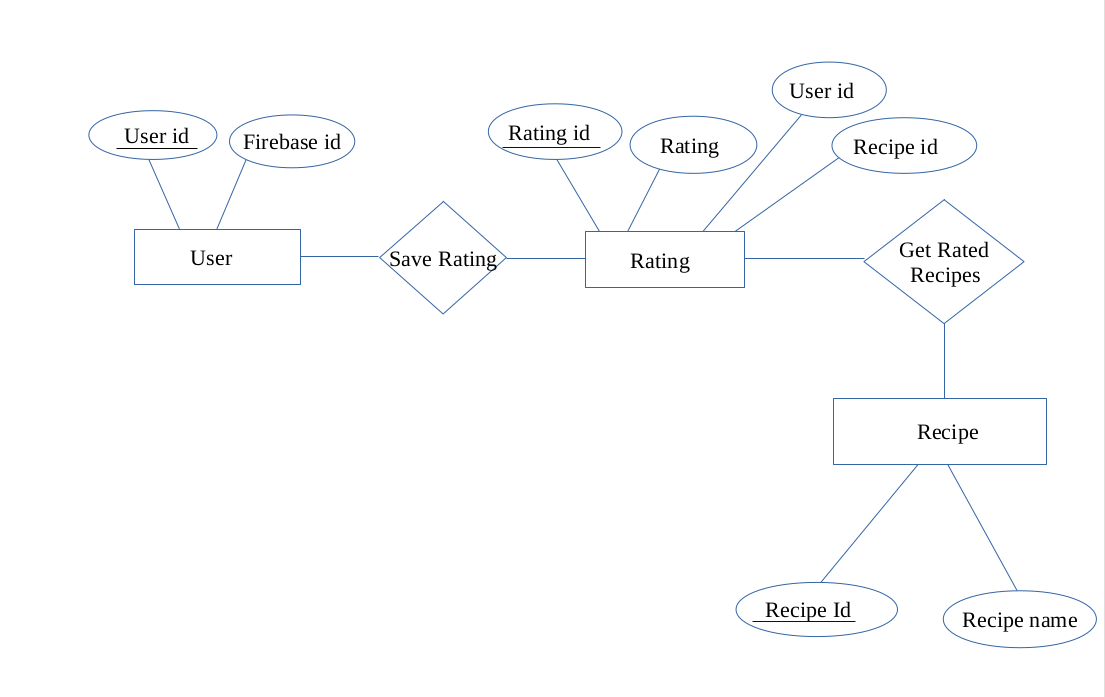 User id
Firebase id
Rating id
Rating
User id
Recipe id
User
Save Rating
Rating
Get Rated
Recipes
Recipe
Recipe Id
Recipe name